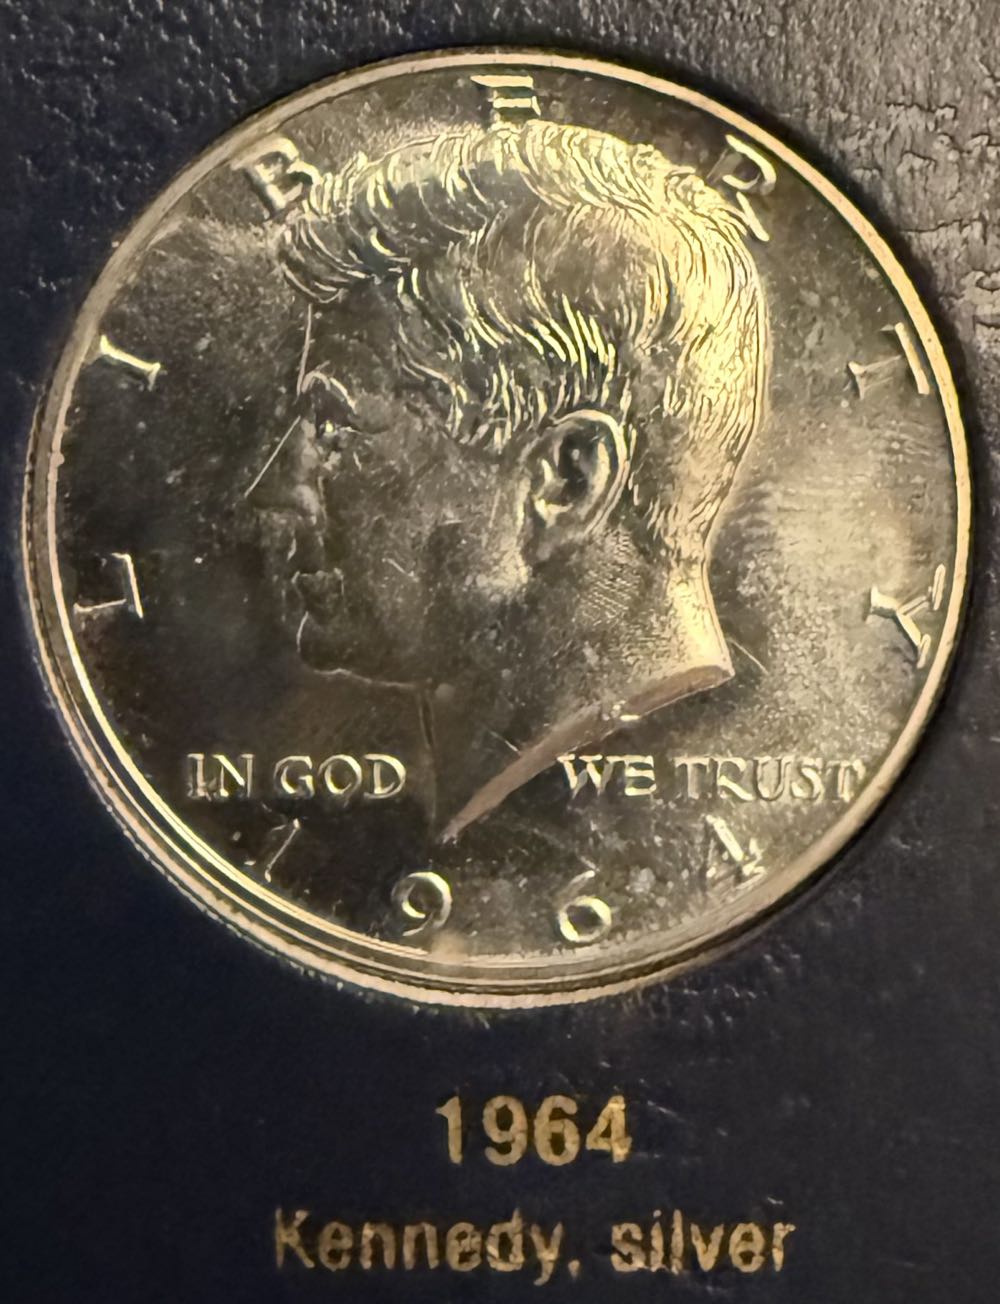 LIBERTY
IN GOD WE TRUST
1964
1964
Kennedy, silver